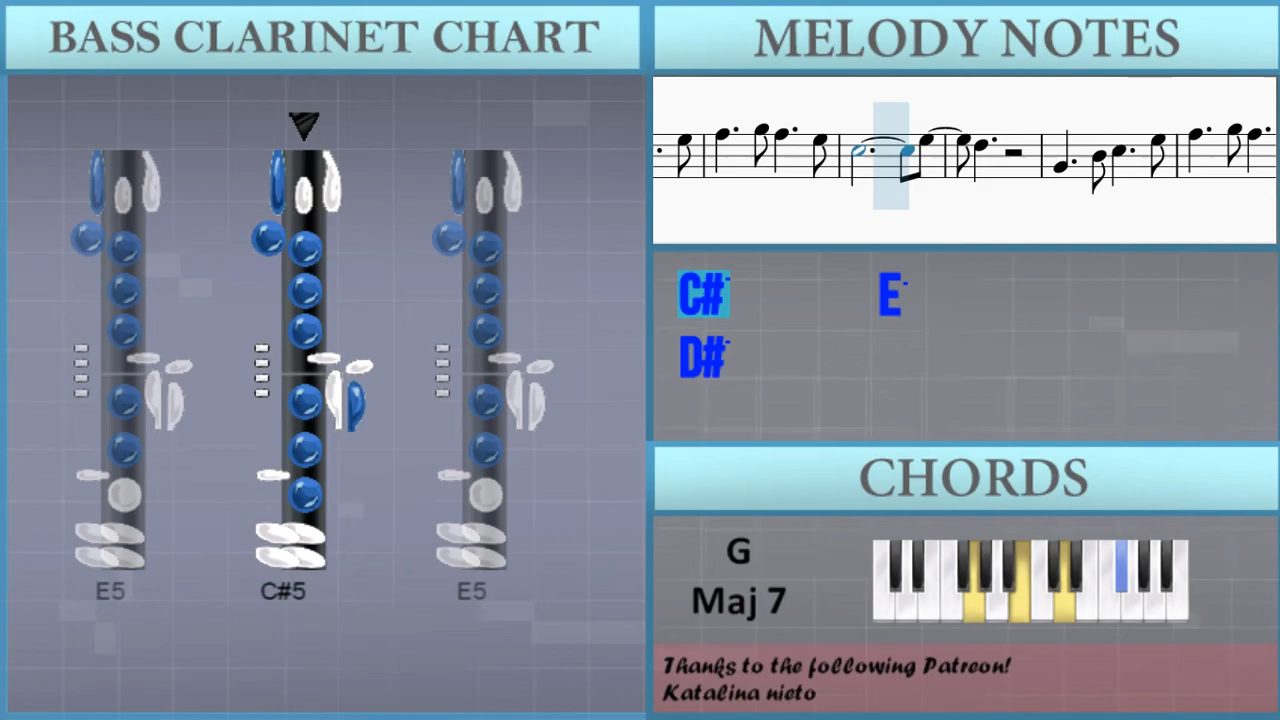 BASS CLARINET CHART
MELODY NOTES
C#- E-
D#-
E5 C#5 E5
CHORDS
G
Maj 7
Thanks to the following Patreon!
Katalina nieto